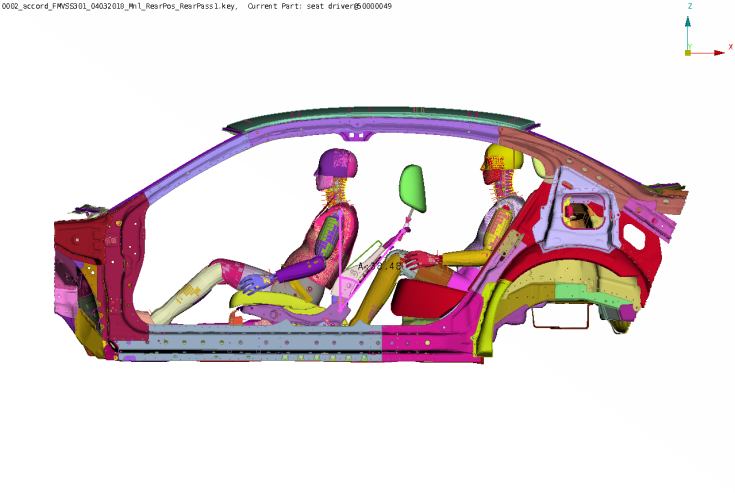 0002_accord_FMVSS301_04032018_Mnl_RearPos_RearPass1.key, Current Part: seat driver@50000049
Z
X
Y